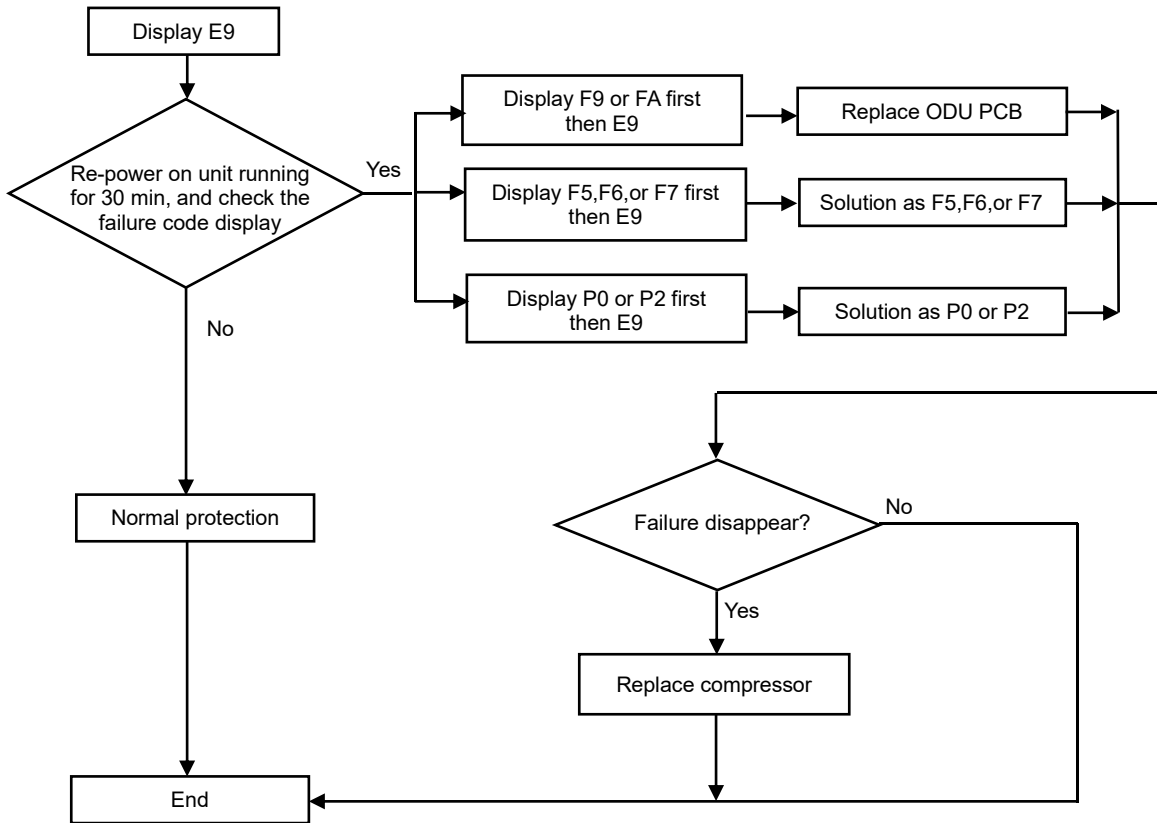 Display E9
Re-power on unit running
for 30 min, and check the
failure code display
Yes
No
Display F9 or FA first
then E9
Replace ODU PCB
Display F5,F6,or F7 first
then E9
Solution as F5,F6,or F7
Display P0 or P2 first
then E9
Solution as P0 or P2
Normal protection
Failure disappear?
No
Yes
Replace compressor
End